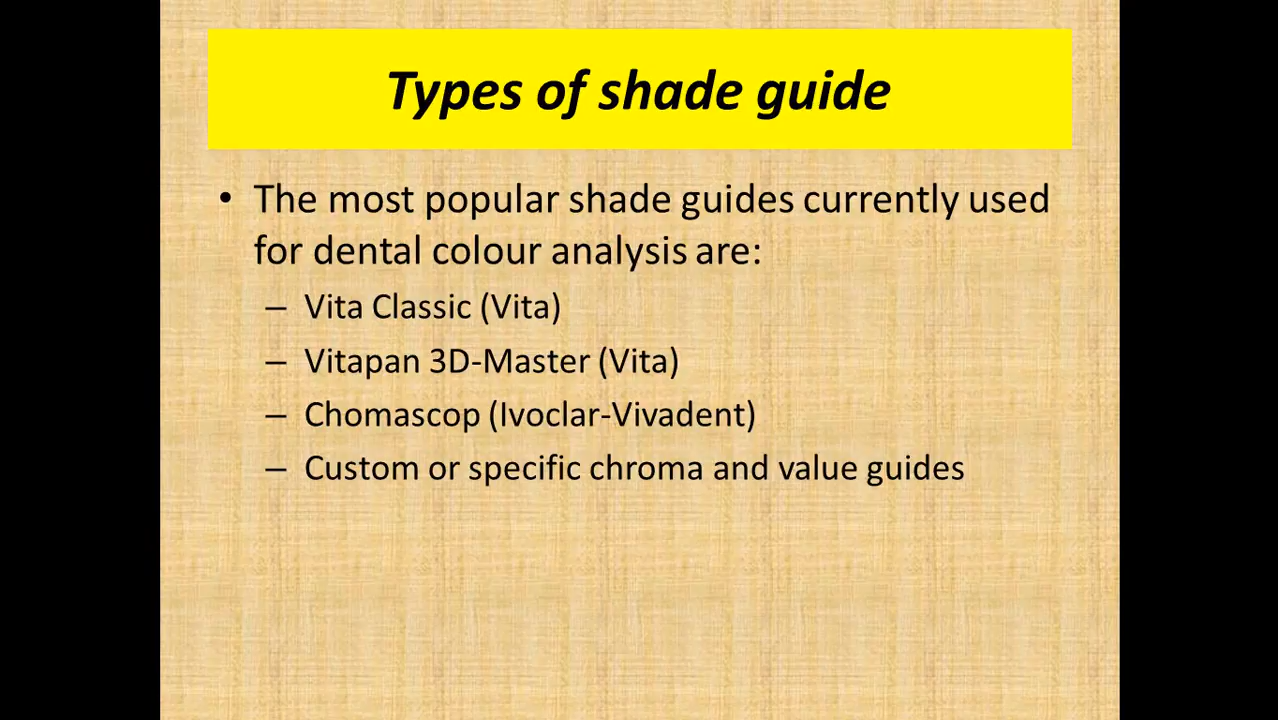 Types of shade guide
• The most popular shade guides currently used
for dental colour analysis are:
– Vita Classic (Vita)
– Vitapan 3D-Master (Vita)
– Chomascop (Ivoclar-Vivadent)
– Custom or specific chroma and value guides